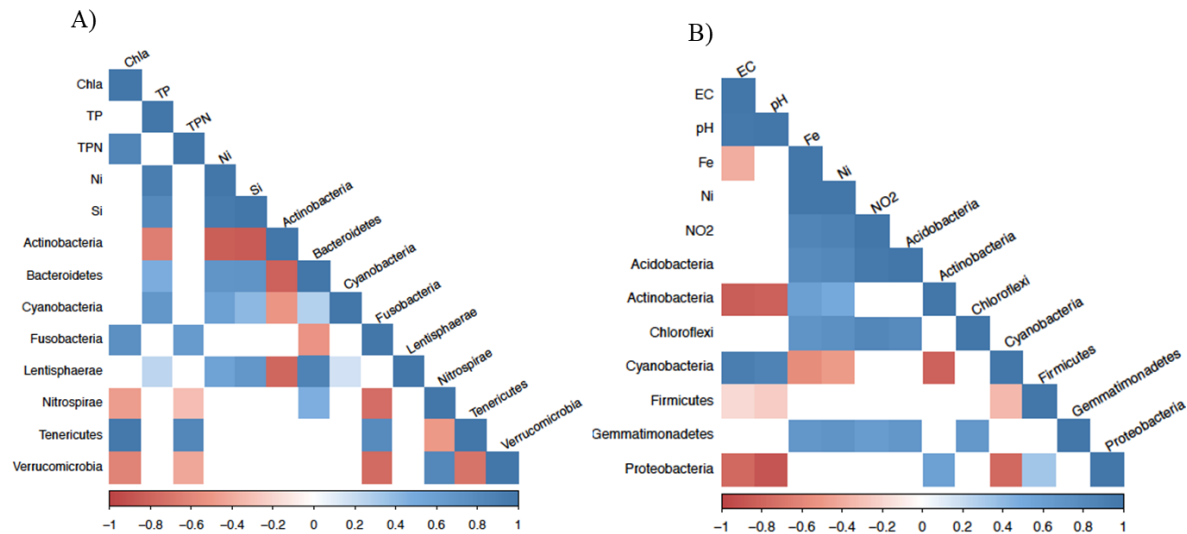 A)
Chla
TP
TPN
Ni
Si
Actinobacteria
Bacteroidetes
Cyanobacteria
Fusobacteria
Lentisphaerae
Nitrospirae
Tenericutes
Verrucomicrobia
Chla
TP
TPN
Ni
Si
Actinobacteria
Bacteroidetes
Cyanobacteria
Fusobacteria
Lentisphaerae
Nitrospirae
Tenericutes
Verrucomicrobia
−1 −0.8 −0.6 −0.4 −0.2 0 0.2 0.4 0.6 0.8 1
B)
EC
pH
Fe
Ni
NO2
Acidobacteria
Actinobacteria
Chloroflexi
Cyanobacteria
Firmicutes
Gemmatimonadetes
Proteobacteria
EC
pH
Fe
Ni
NO2
Acidobacteria
Actinobacteria
Chloroflexi
Cyanobacteria
Firmicutes
Gemmatimonadetes
Proteobacteria
−1 −0.8 −0.6 −0.4 −0.2 0 0.2 0.4 0.6 0.8 1